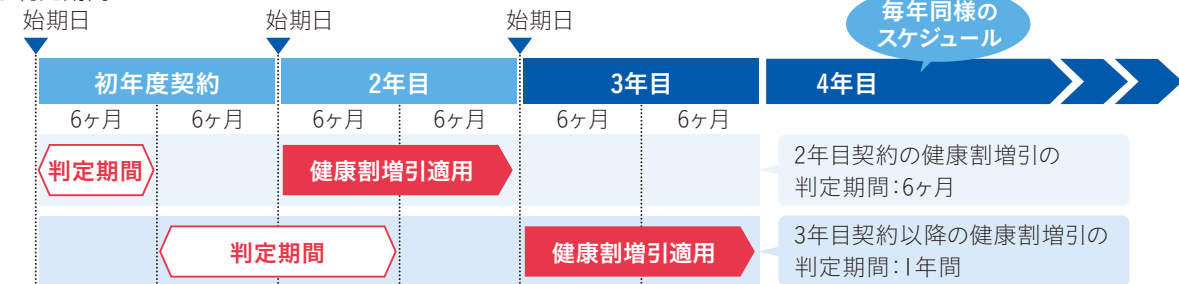 始期日 始期日 始期日
毎年同様の
スケジュール
初年度契約 2年目 3年目 4年目
6ヶ月 6ヶ月 6ヶ月 6ヶ月 6ヶ月 6ヶ月
判定期間 健康割増引適用
2年目契約の健康割増引の
判定期間:6ヶ月
判定期間 健康割増引適用
3年目契約以降の健康割増引の
判定期間:1年間